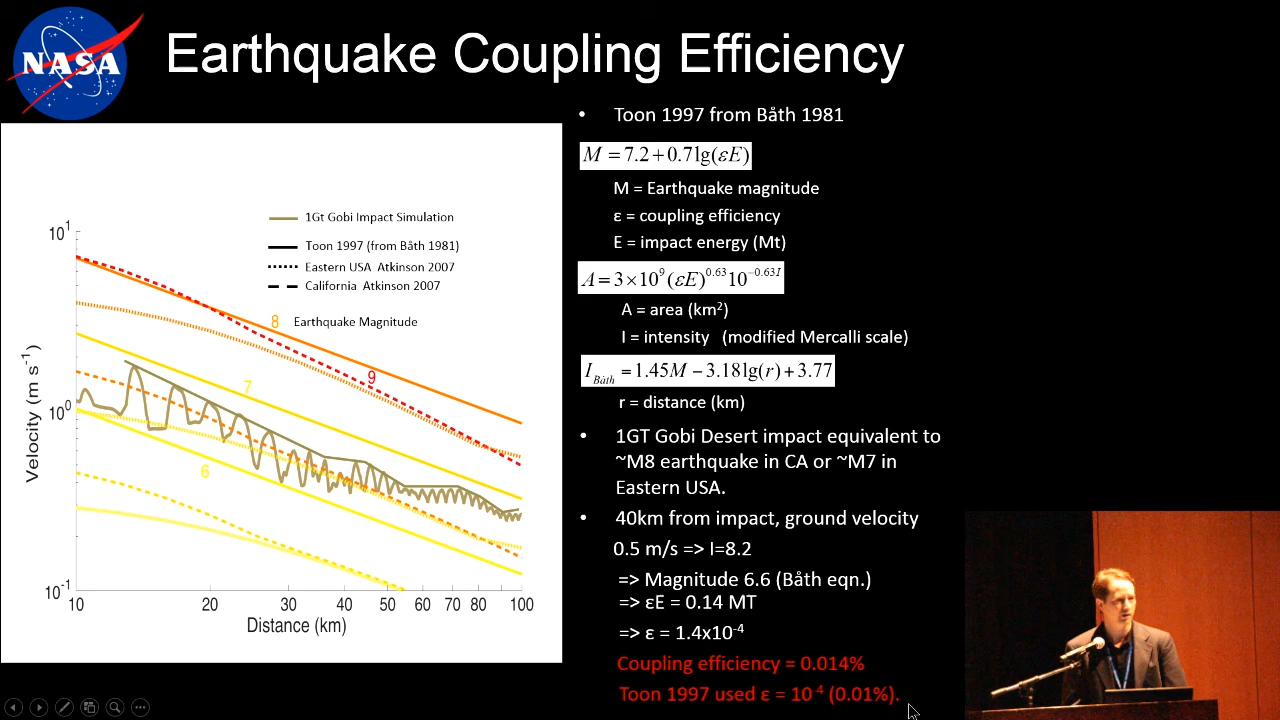 NASA
Earthquake Coupling Efficiency
• Toon 1997 from Båth 1981
M = 7.2+0.7lg(εE)
M = Earthquake magnitude
ε = coupling efficiency
E = impact energy (Mt)
A = 3×10⁹(εE)^0.63 10^−0.63I
A = area (km²)
I = intensity (modified Mercalli scale)
I_Båth = 1.45M − 3.18lg(r) + 3.77
r = distance (km)
• 1GT Gobi Desert impact equivalent to
~M8 earthquake in CA or ~M7 in
Eastern USA.
• 40km from impact, ground velocity
0.5 m/s => I=8.2
=> Magnitude 6.6 (Båth eqn.)
=> εE = 0.14 MT
=> ε = 1.4x10⁻⁴
Coupling efficiency = 0.014%
Toon 1997 used ε = 10⁻⁴ (0.01%).
1Gt Gobi Impact Simulation
Toon 1997 (from Båth 1981)
Eastern USA Atkinson 2007
California Atkinson 2007
8 Earthquake Magnitude
7
9
6
Velocity (m s⁻¹)
10¹
10⁰
10⁻¹
10 20 30 40 50 60 70 80 100
Distance (km)